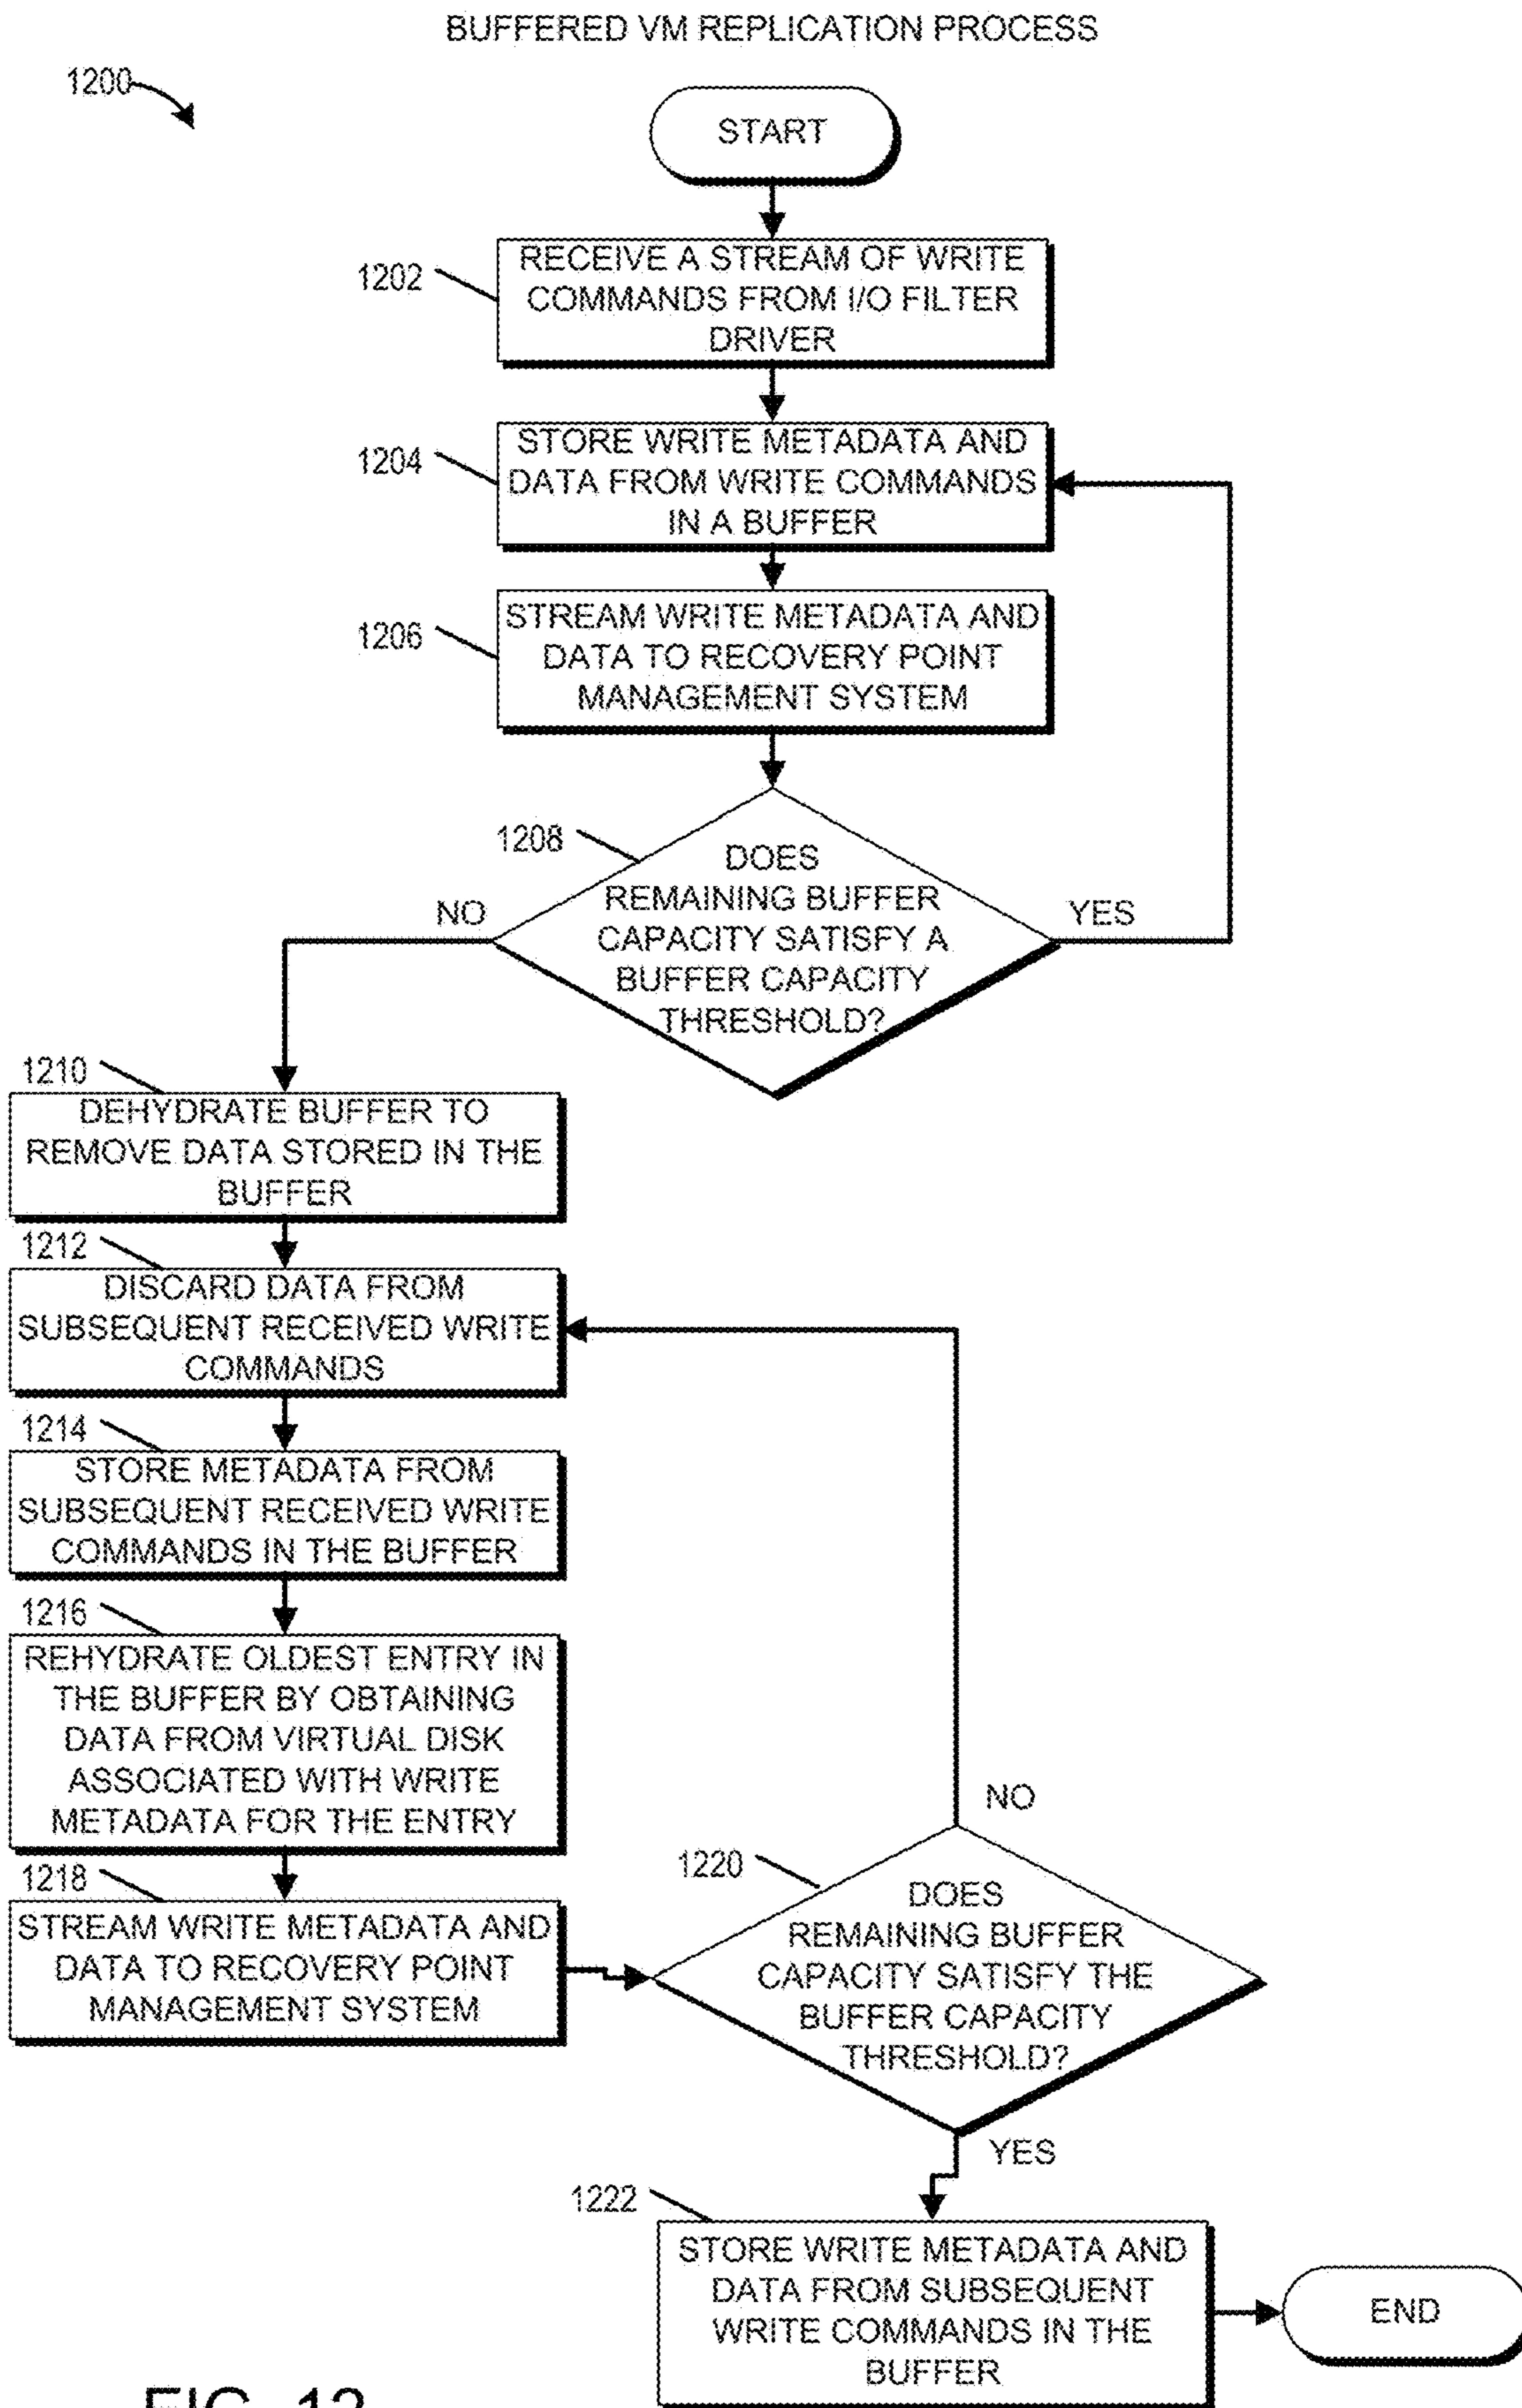 BUFFERED VM REPLICATION PROCESS
1200
START
1202
RECEIVE A STREAM OF WRITE
COMMANDS FROM I/O FILTER
DRIVER
1204
STORE WRITE METADATA AND
DATA FROM WRITE COMMANDS
IN A BUFFER
1206
STREAM WRITE METADATA AND
DATA TO RECOVERY POINT
MANAGEMENT SYSTEM
1208
DOES
REMAINING BUFFER
CAPACITY SATISFY A
BUFFER CAPACITY
THRESHOLD?
NO
YES
1210
DEHYDRATE BUFFER TO
REMOVE DATA STORED IN THE
BUFFER
1212
DISCARD DATA FROM
SUBSEQUENT RECEIVED WRITE
COMMANDS
1214
STORE METADATA FROM
SUBSEQUENT RECEIVED WRITE
COMMANDS IN THE BUFFER
1216
REHYDRATE OLDEST ENTRY IN
THE BUFFER BY OBTAINING
DATA FROM VIRTUAL DISK
ASSOCIATED WITH WRITE
METADATA FOR THE ENTRY
1218
STREAM WRITE METADATA AND
DATA TO RECOVERY POINT
MANAGEMENT SYSTEM
NO
1220
DOES
REMAINING BUFFER
CAPACITY SATISFY THE
BUFFER CAPACITY
THRESHOLD?
YES
1222
STORE WRITE METADATA AND
DATA FROM SUBSEQUENT
WRITE COMMANDS IN THE
BUFFER
END
FIG. 12